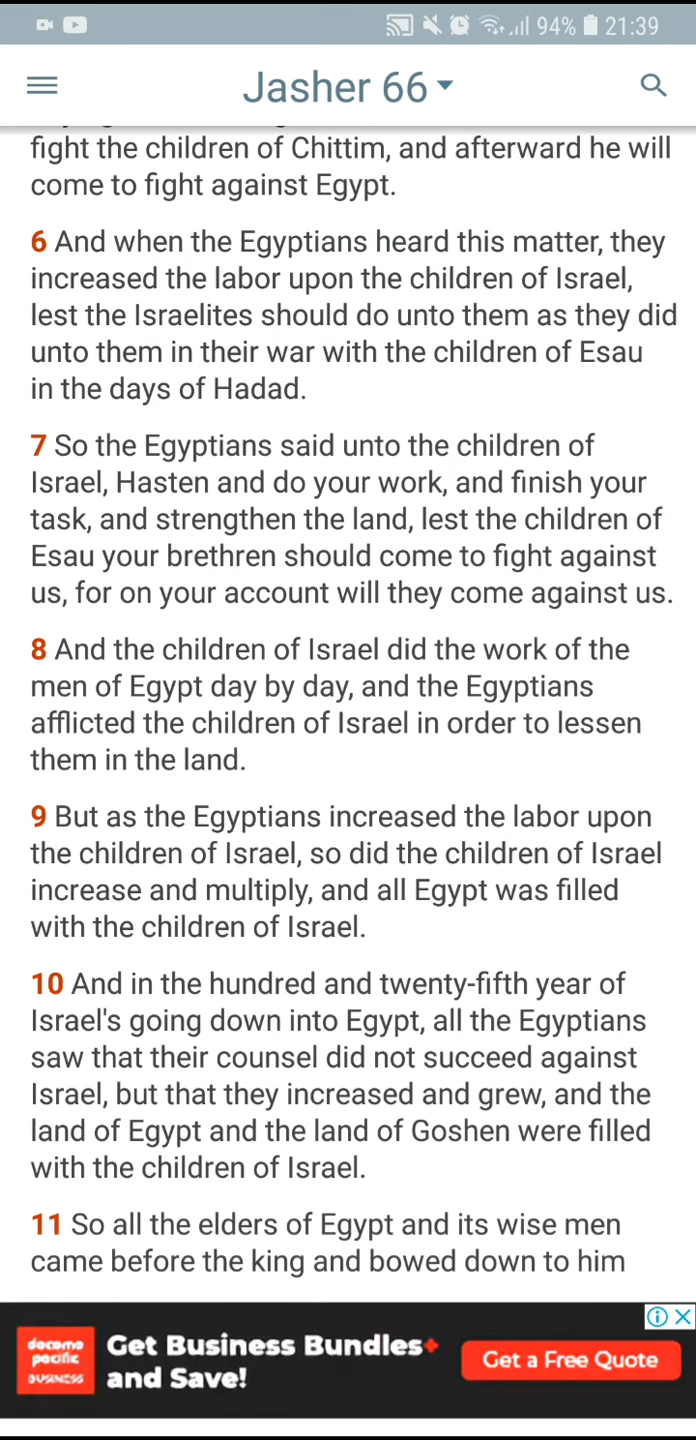 94% 21:39
Jasher 66
fight the children of Chittim, and afterward he will
come to fight against Egypt.
6 And when the Egyptians heard this matter, they
increased the labor upon the children of Israel,
lest the Israelites should do unto them as they did
unto them in their war with the children of Esau
in the days of Hadad.
7 So the Egyptians said unto the children of
Israel, Hasten and do your work, and finish your
task, and strengthen the land, lest the children of
Esau your brethren should come to fight against
us, for on your account will they come against us.
8 And the children of Israel did the work of the
men of Egypt day by day, and the Egyptians
afflicted the children of Israel in order to lessen
them in the land.
9 But as the Egyptians increased the labor upon
the children of Israel, so did the children of Israel
increase and multiply, and all Egypt was filled
with the children of Israel.
10 And in the hundred and twenty-fifth year of
Israel's going down into Egypt, all the Egyptians
saw that their counsel did not succeed against
Israel, but that they increased and grew, and the
land of Egypt and the land of Goshen were filled
with the children of Israel.
11 So all the elders of Egypt and its wise men
came before the king and bowed down to him
docomo
pacific
BUSINESS
Get Business Bundles+
and Save!
Get a Free Quote